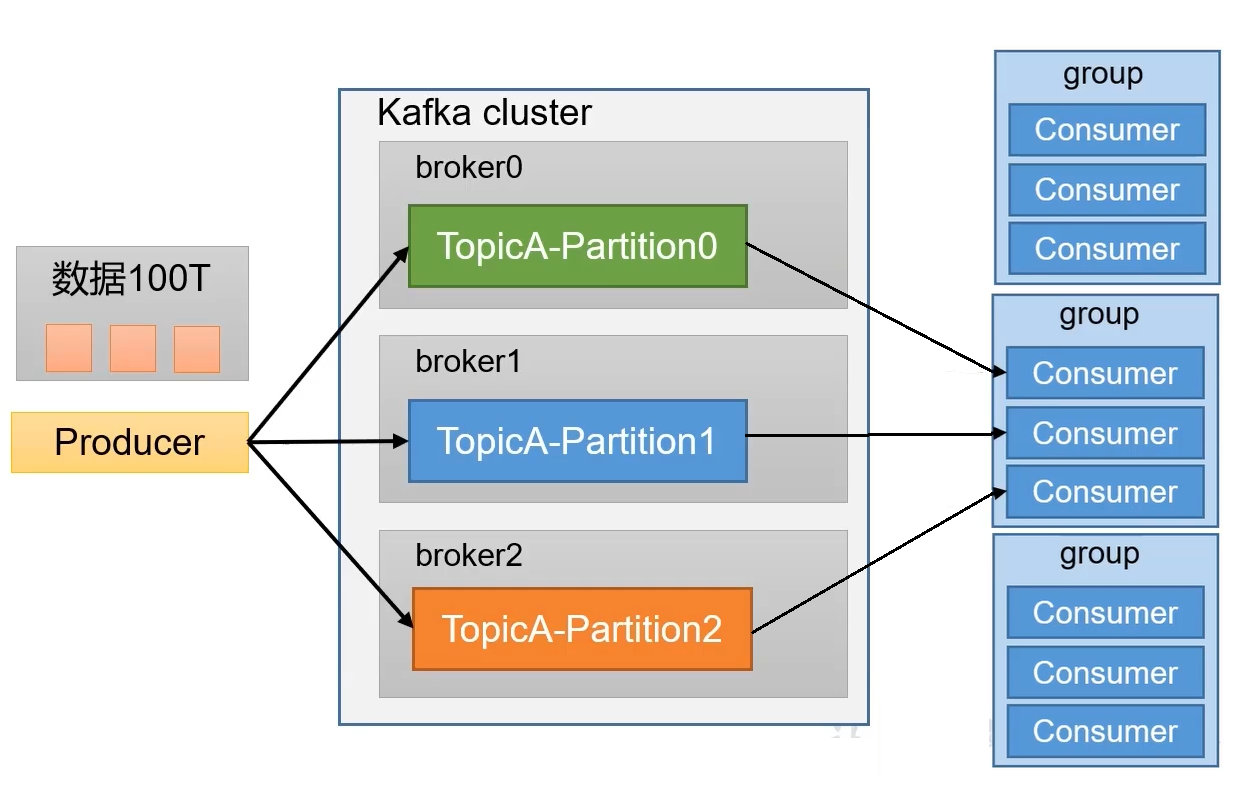 数据100T
Producer
Kafka cluster
broker0
TopicA-Partition0
broker1
TopicA-Partition1
broker2
TopicA-Partition2
group
Consumer
Consumer
Consumer
group
Consumer
Consumer
Consumer
group
Consumer
Consumer
Consumer